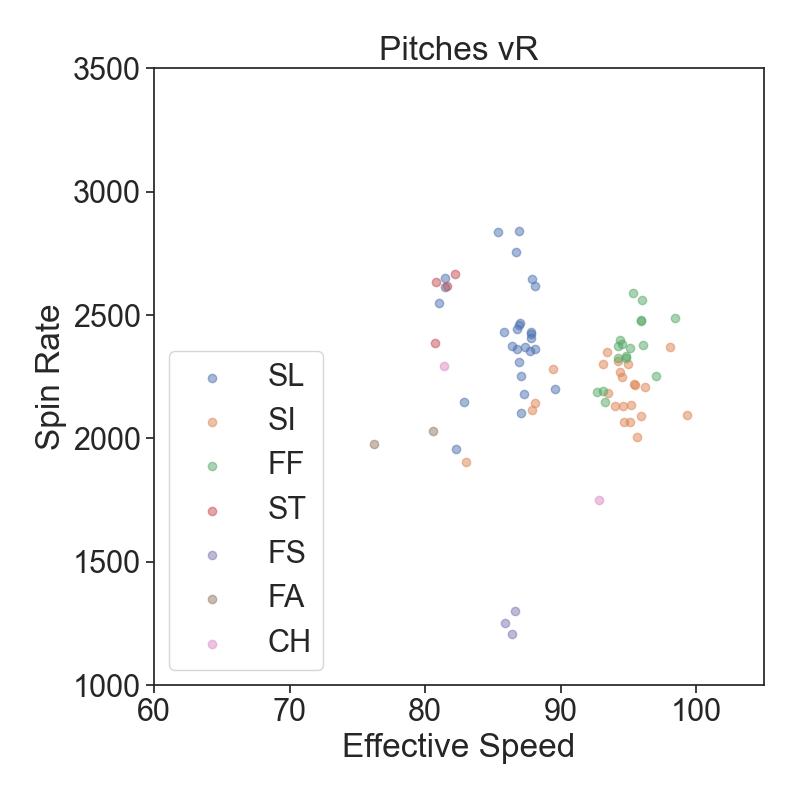 Pitches vR
3500
3000
2500
2000
1500
1000
Spin Rate
SL
SI
FF
ST
FS
FA
CH
60 70 80 90 100
Effective Speed